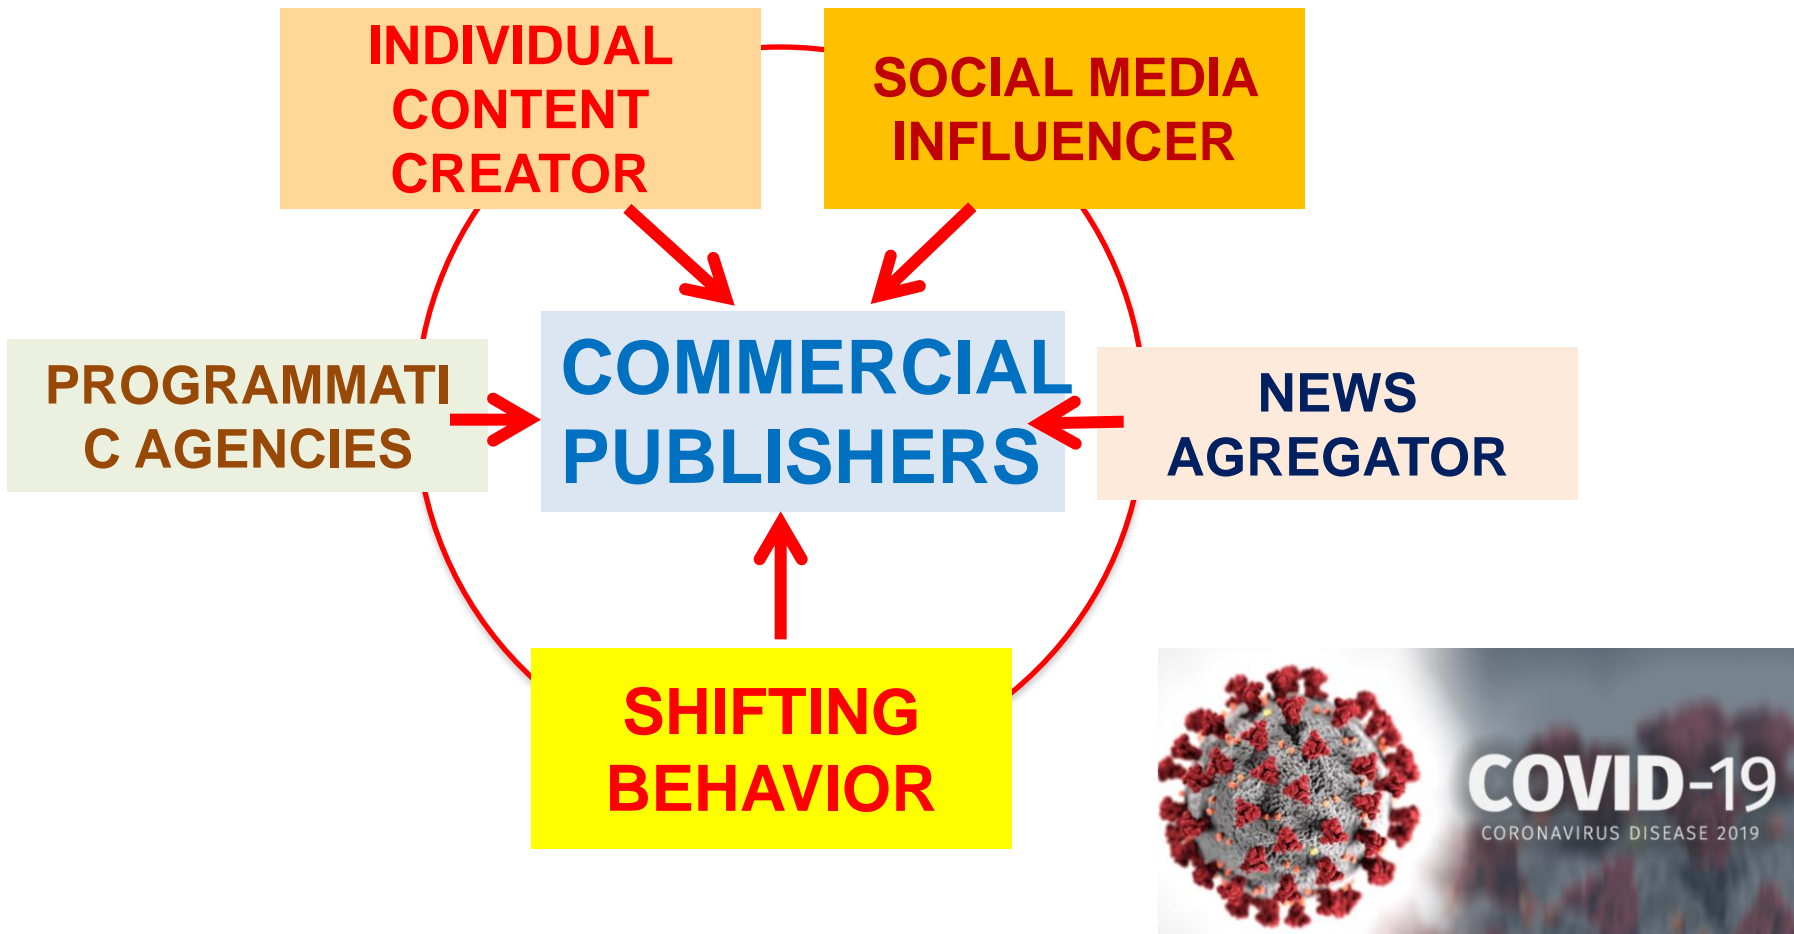 INDIVIDUAL
CONTENT
CREATOR
SOCIAL MEDIA
INFLUENCER
PROGRAMMATI
C AGENCIES
COMMERCIAL
PUBLISHERS
NEWS
AGREGATOR
SHIFTING
BEHAVIOR
COVID-19
CORONAVIRUS DISEASE 2019